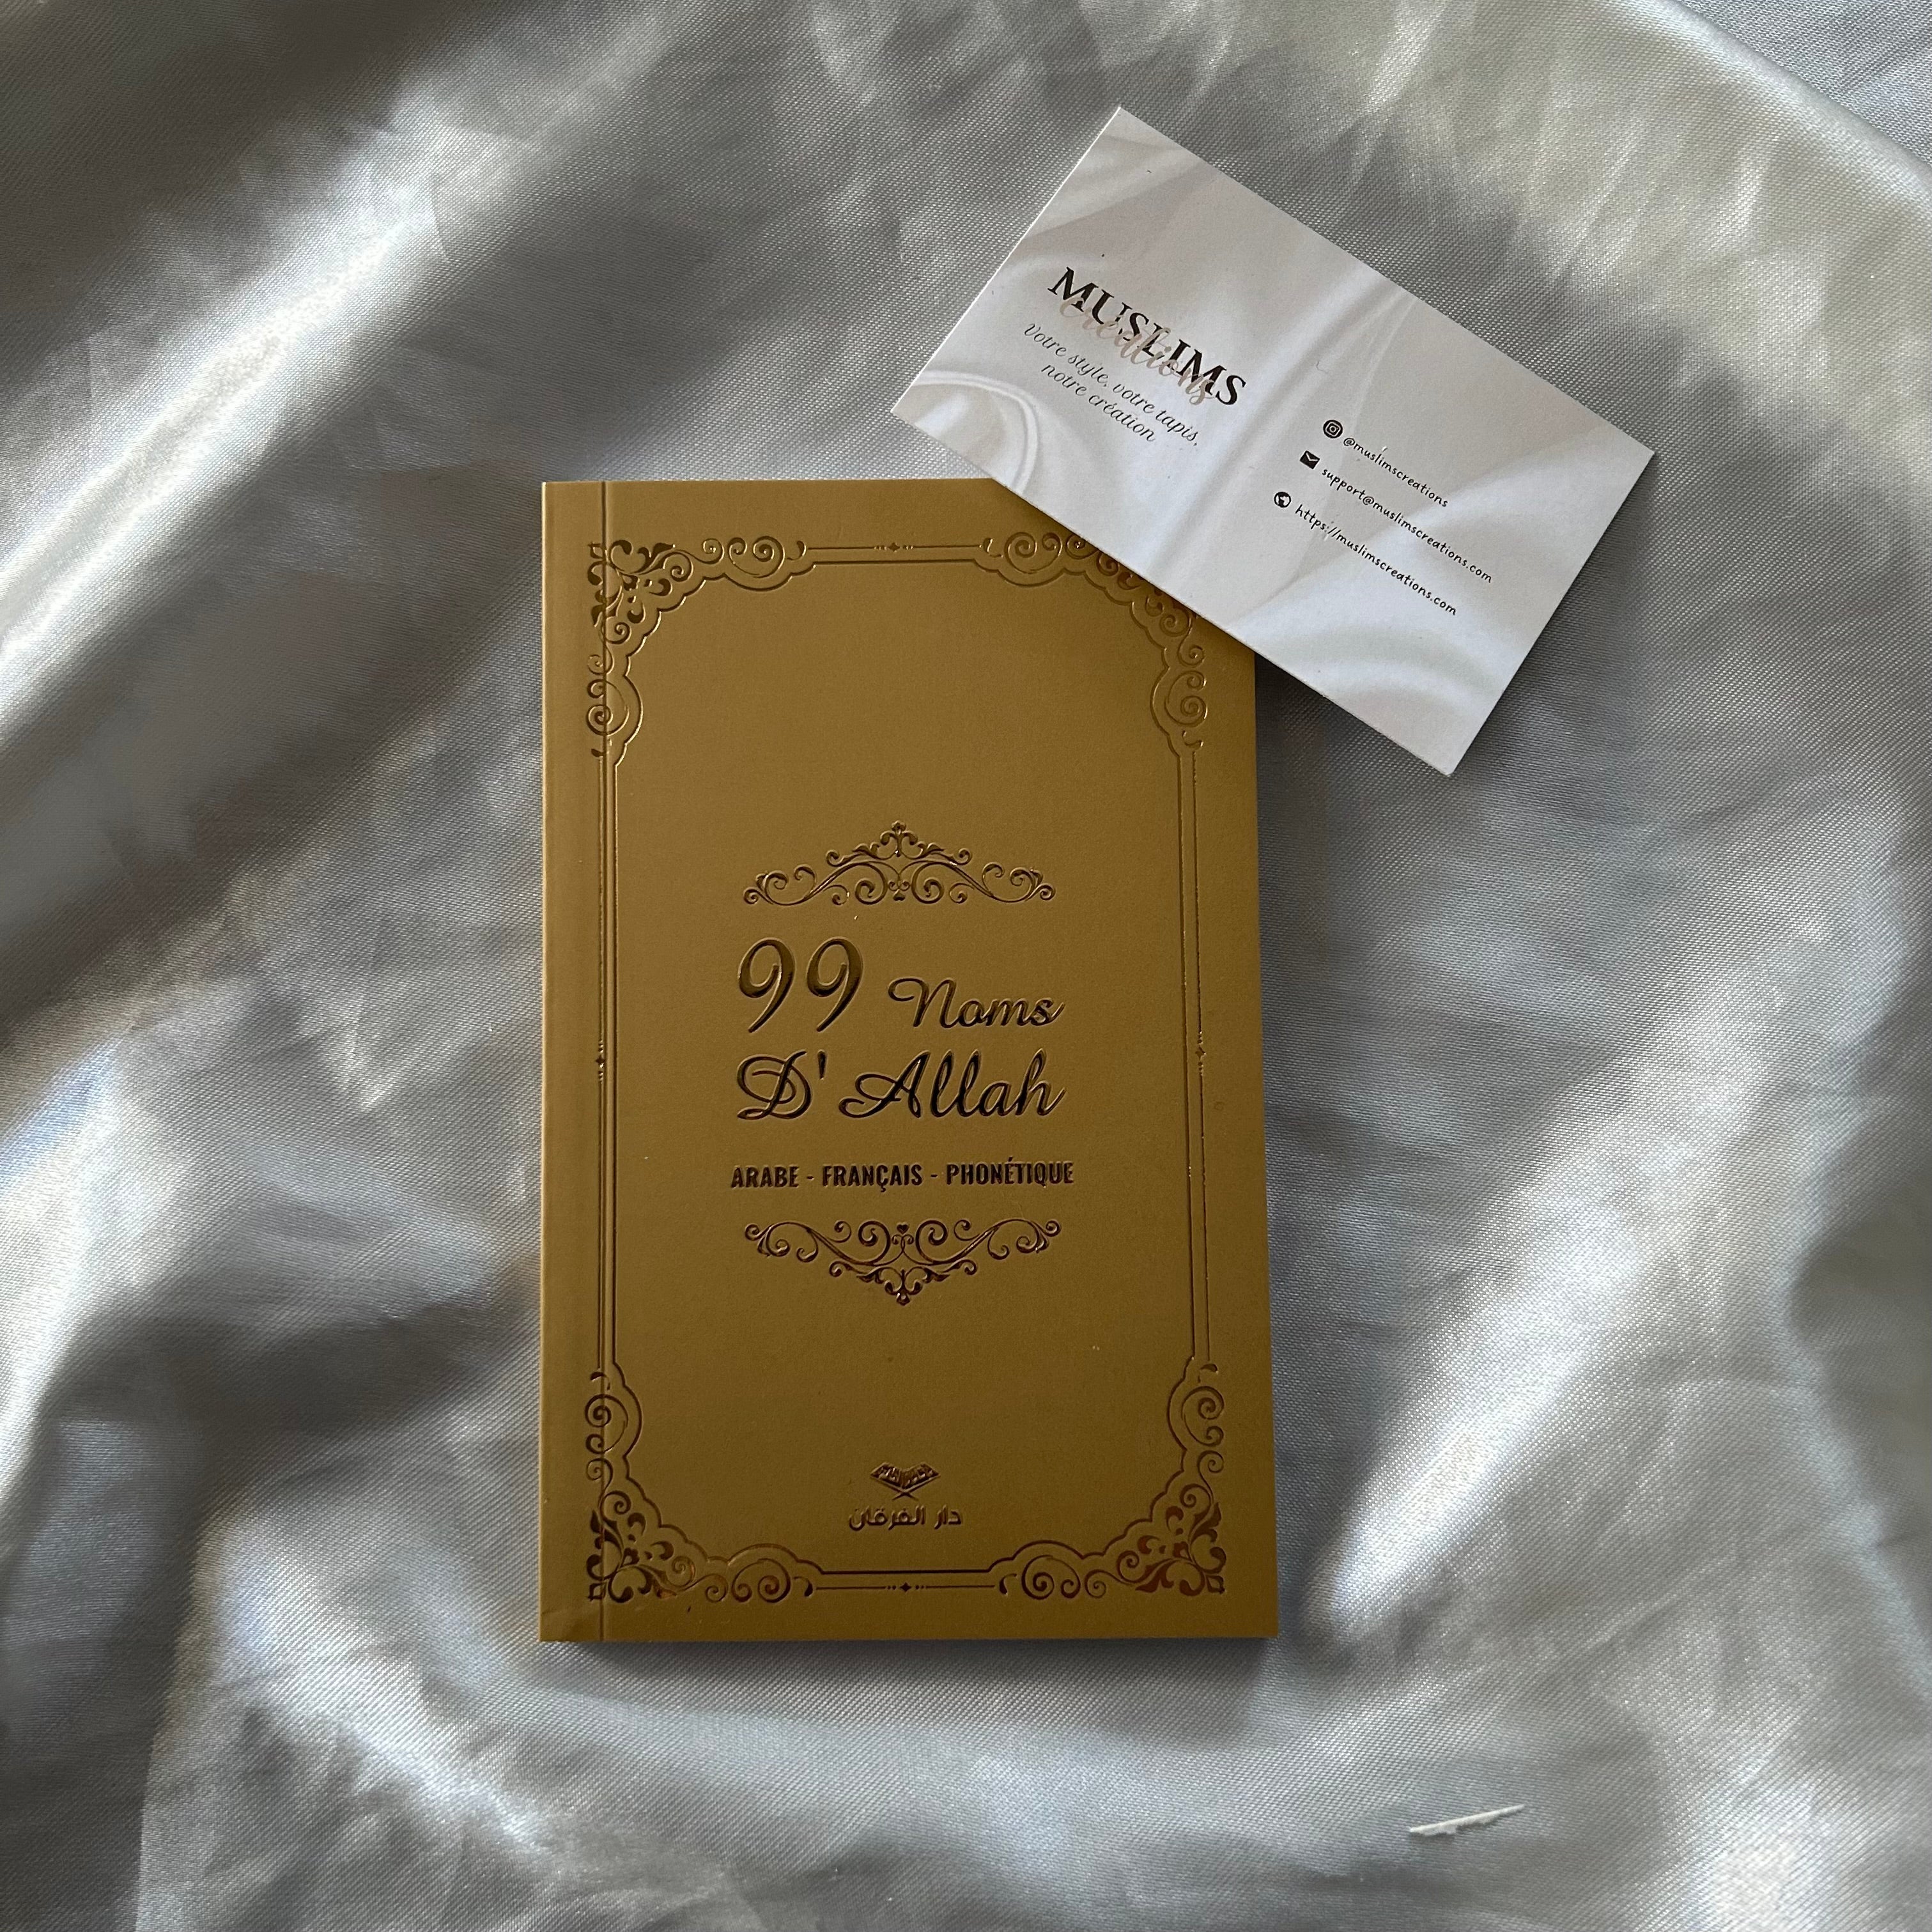 MUSLIMS
Créations
Votre style, votre tapis,
notre création
@muslimscreations
support@muslimscreations.com
https://muslimscreations.com
99 Noms
D'Allah
ARABE - FRANÇAIS - PHONÉTIQUE
دار الفرقان